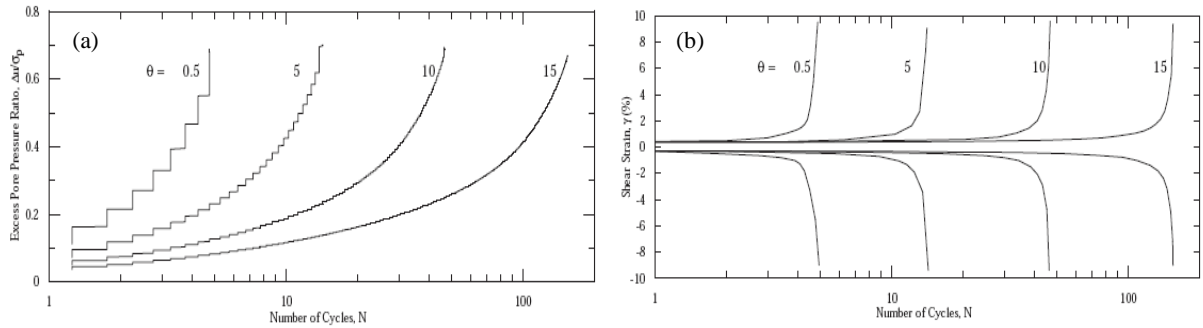 (a)
0.8
0.6
0.4
0.2
0
Excess Pore Pressure Ratio, Δu/σp
θ = 0.5 5 10 15
1 10 100
Number of Cycles, N
(b)
10
8
6
4
2
0
-2
-4
-6
-8
-10
Shear Strain, γ (%)
θ = 0.5 5 10 15
1 10 100
Number of Cycles, N